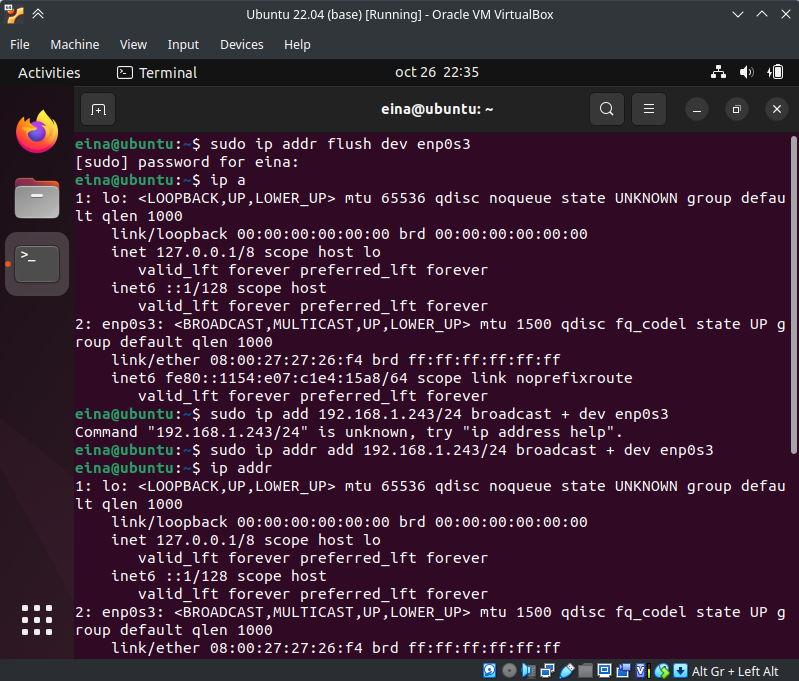 Ubuntu 22.04 (base) [Running] - Oracle VM VirtualBox
File Machine View Input Devices Help
Activities Terminal oct 26 22:35
eina@ubuntu: ~
eina@ubuntu:~$ sudo ip addr flush dev enp0s3
[sudo] password for eina:
eina@ubuntu:~$ ip a
1: lo: <LOOPBACK,UP,LOWER_UP> mtu 65536 qdisc noqueue state UNKNOWN group defau
lt qlen 1000
    link/loopback 00:00:00:00:00:00 brd 00:00:00:00:00:00
    inet 127.0.0.1/8 scope host lo
       valid_lft forever preferred_lft forever
    inet6 ::1/128 scope host
       valid_lft forever preferred_lft forever
2: enp0s3: <BROADCAST,MULTICAST,UP,LOWER_UP> mtu 1500 qdisc fq_codel state UP g
roup default qlen 1000
    link/ether 08:00:27:27:26:f4 brd ff:ff:ff:ff:ff:ff
    inet6 fe80::1154:e07:c1e4:15a8/64 scope link noprefixroute
       valid_lft forever preferred_lft forever
eina@ubuntu:~$ sudo ip add 192.168.1.243/24 broadcast + dev enp0s3
Command "192.168.1.243/24" is unknown, try "ip address help".
eina@ubuntu:~$ sudo ip addr add 192.168.1.243/24 broadcast + dev enp0s3
eina@ubuntu:~$ ip addr
1: lo: <LOOPBACK,UP,LOWER_UP> mtu 65536 qdisc noqueue state UNKNOWN group defau
lt qlen 1000
    link/loopback 00:00:00:00:00:00 brd 00:00:00:00:00:00
    inet 127.0.0.1/8 scope host lo
       valid_lft forever preferred_lft forever
    inet6 ::1/128 scope host
       valid_lft forever preferred_lft forever
2: enp0s3: <BROADCAST,MULTICAST,UP,LOWER_UP> mtu 1500 qdisc fq_codel state UP g
roup default qlen 1000
    link/ether 08:00:27:27:26:f4 brd ff:ff:ff:ff:ff:ff
Alt Gr + Left Alt